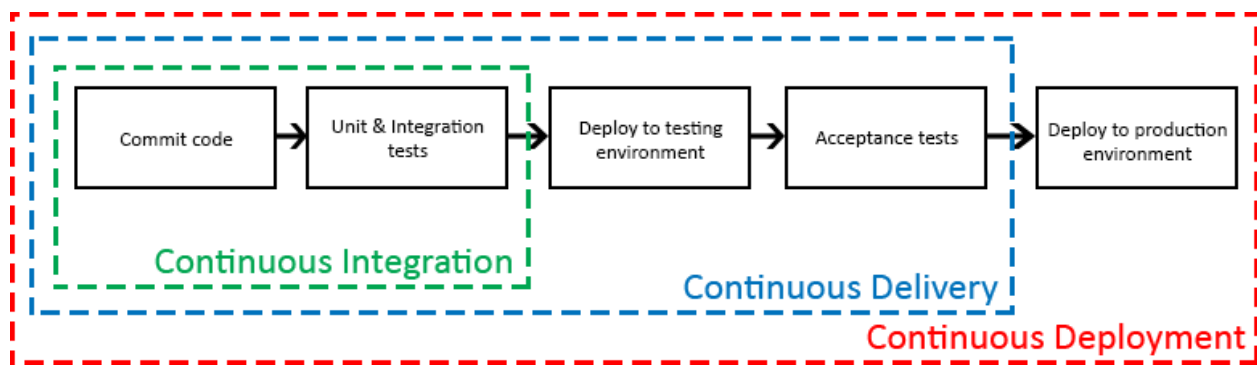 Commit code
Unit & Integration
tests
Deploy to testing
environment
Acceptance tests
Deploy to production
environment
Continuous Integration
Continuous Delivery
Continuous Deployment